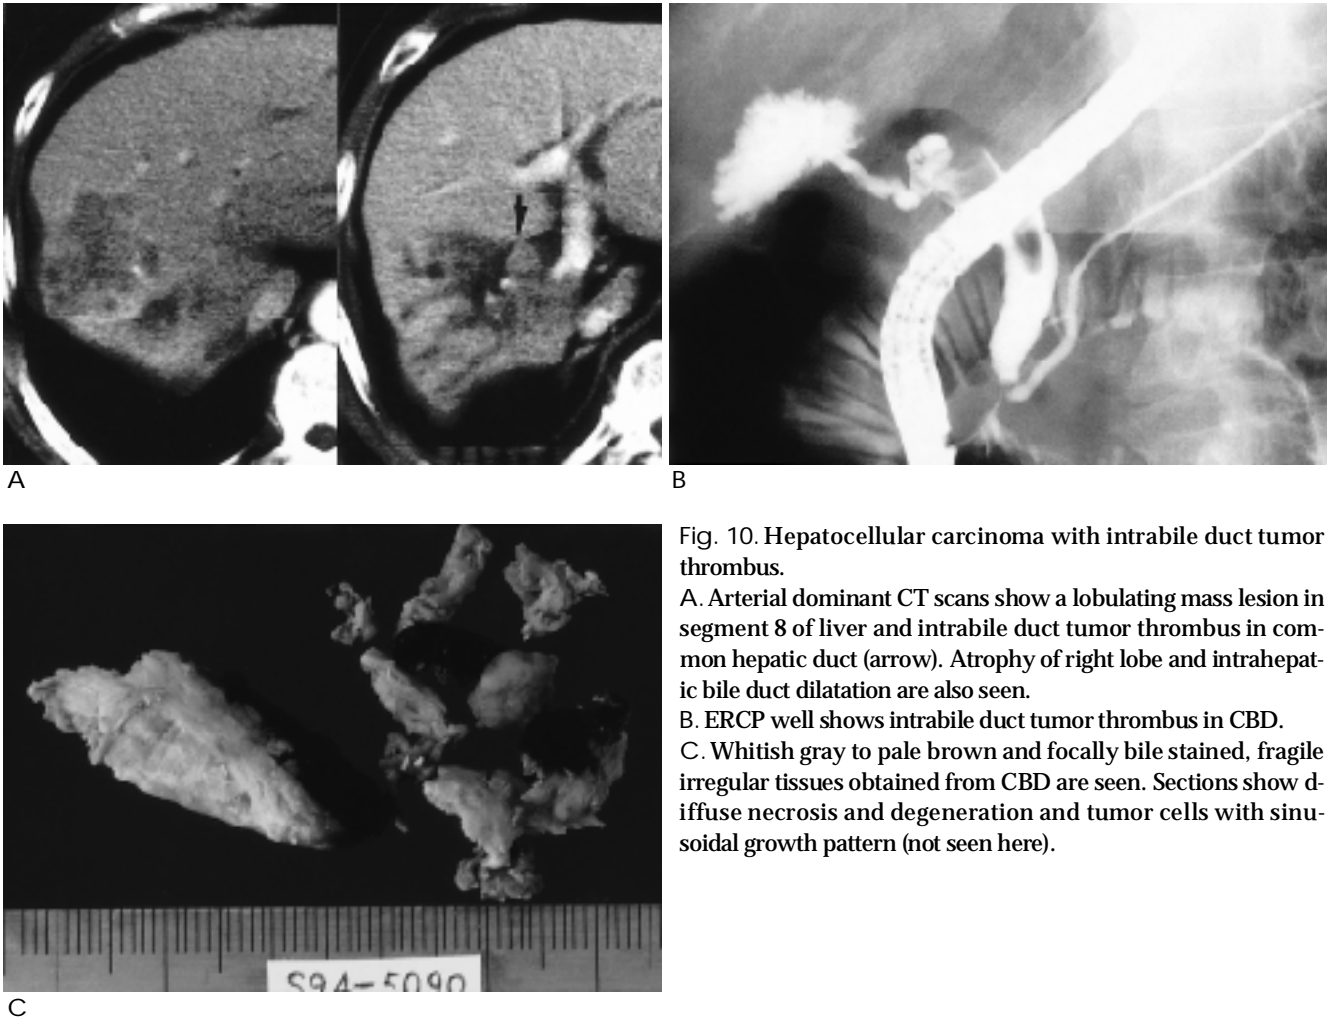 A
B
Fig. 10. Hepatocellular carcinoma with intrabile duct tumor
thrombus.
A. Arterial dominant CT scans show a lobulating mass lesion in
segment 8 of liver and intrabile duct tumor thrombus in com-
mon hepatic duct (arrow). Atrophy of right lobe and intrahepat-
ic bile duct dilatation are also seen.
B. ERCP well shows intrabile duct tumor thrombus in CBD.
C. Whitish gray to pale brown and focally bile stained, fragile
irregular tissues obtained from CBD are seen. Sections show d-
iffuse necrosis and degeneration and tumor cells with sinu-
soidal growth pattern (not seen here).
S94-5090
C